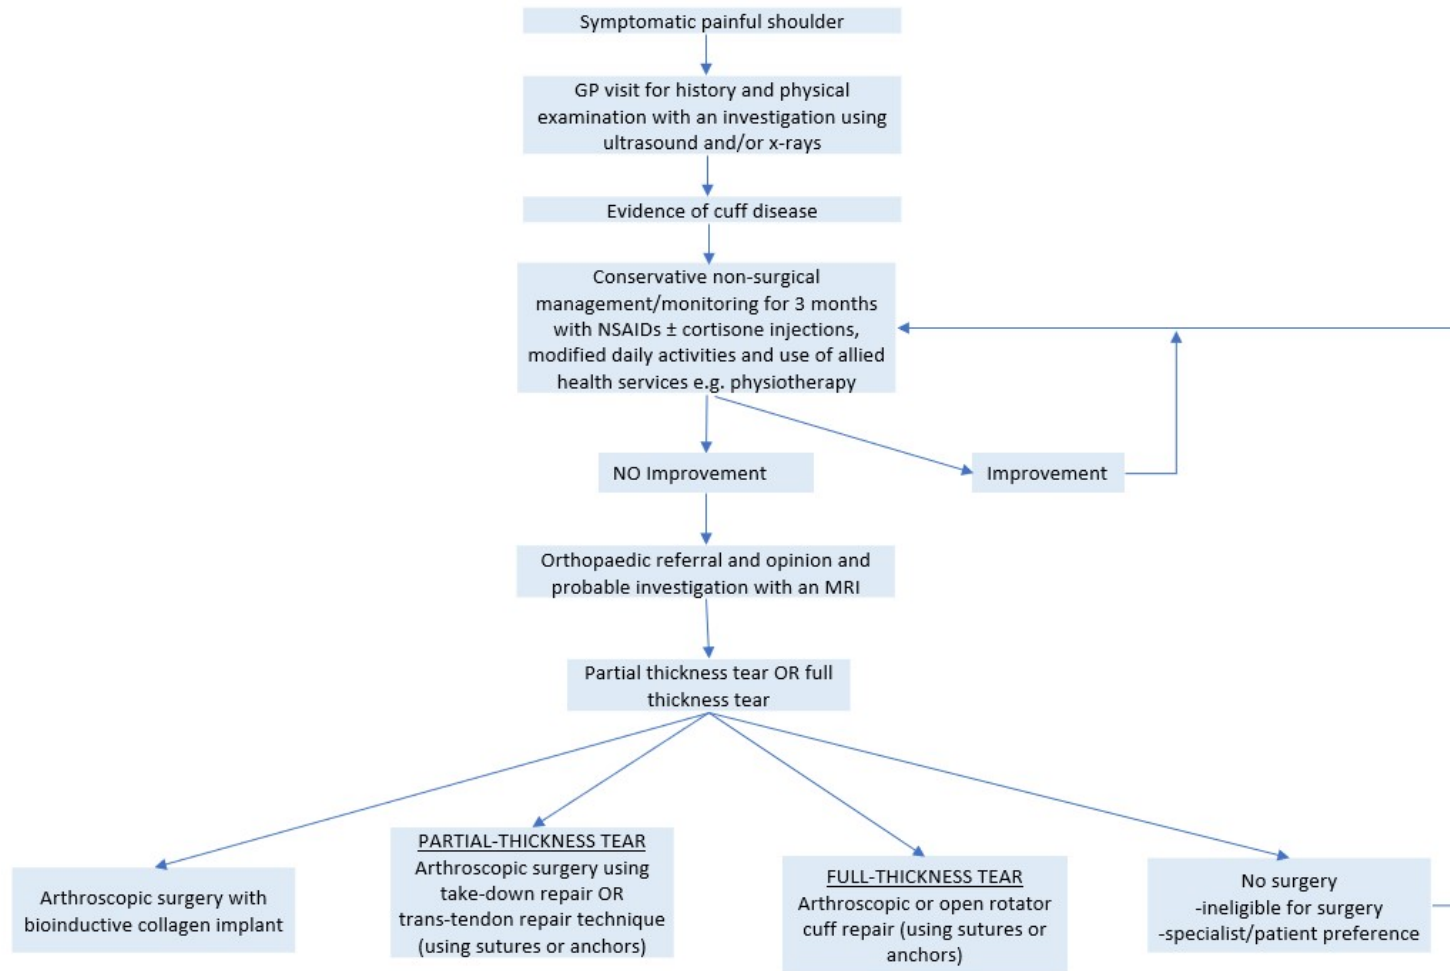 Symptomatic painful shoulder
GP visit for history and physical
examination with an investigation using
ultrasound and/or x-rays
Evidence of cuff disease
Conservative non-surgical
management/monitoring for 3 months
with NSAIDs ± cortisone injections,
modified daily activities and use of allied
health services e.g. physiotherapy
NO Improvement
Improvement
Orthopaedic referral and opinion and
probable investigation with an MRI
Partial thickness tear OR full
thickness tear
Arthroscopic surgery with
bioinductive collagen implant
PARTIAL-THICKNESS TEAR
Arthroscopic surgery using
take-down repair OR
trans-tendon repair technique
(using sutures or anchors)
FULL-THICKNESS TEAR
Arthroscopic or open rotator
cuff repair (using sutures or
anchors)
No surgery
-ineligible for surgery
-specialist/patient preference